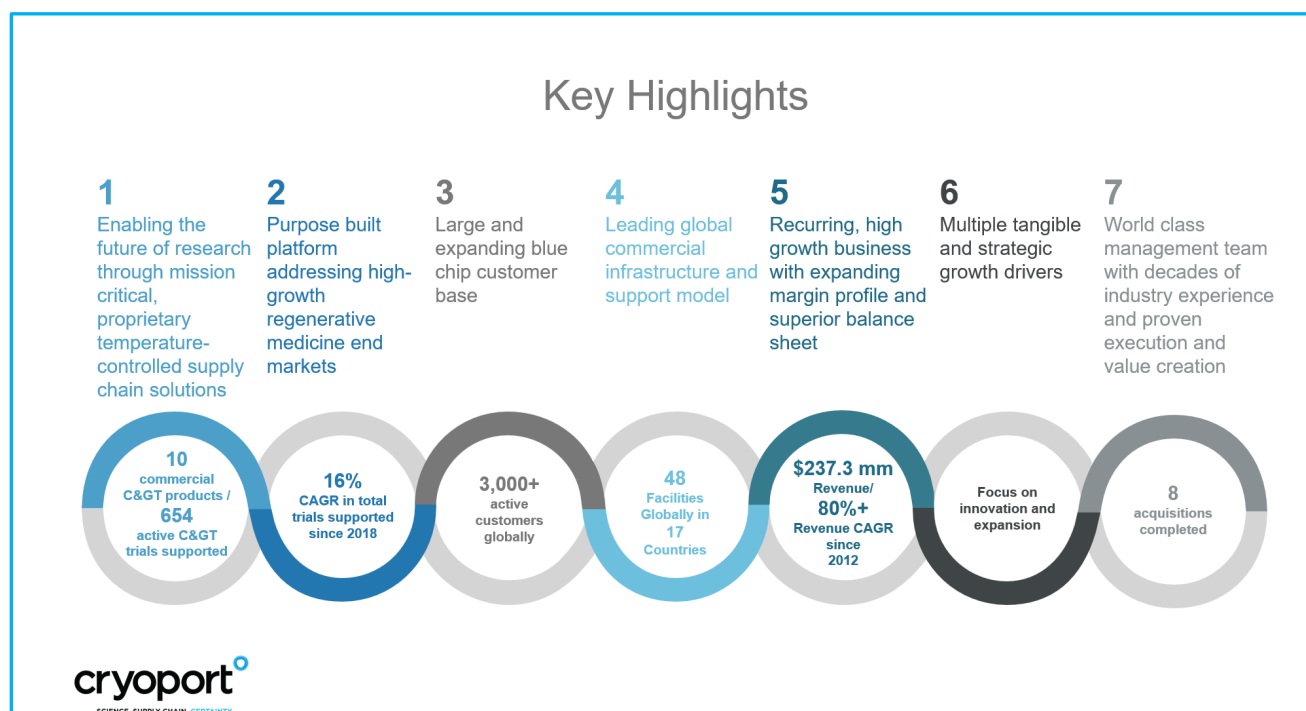 Key Highlights
1
Enabling the
future of research
through mission
critical,
proprietary
temperature-
controlled supply
chain solutions
2
Purpose built
platform
addressing high-
growth
regenerative
medicine end
markets
3
Large and
expanding blue
chip customer
base
4
Leading global
commercial
infrastructure and
support model
5
Recurring, high
growth business
with expanding
margin profile and
superior balance
sheet
6
Multiple tangible
and strategic
growth drivers
7
World class
management team
with decades of
industry experience
and proven
execution and
value creation
10
commercial
C&GT products /
654
active C&GT
trials supported
16%
CAGR in total
trials supported
since 2018
3,000+
active
customers
globally
48
Facilities
Globally in
17
Countries
$237.3 mm
Revenue/
80%+
Revenue CAGR
since
2012
Focus on
innovation and
expansion
8
acquisitions
completed
cryoport
SCIENCE. SUPPLY CHAIN. CERTAINTY.